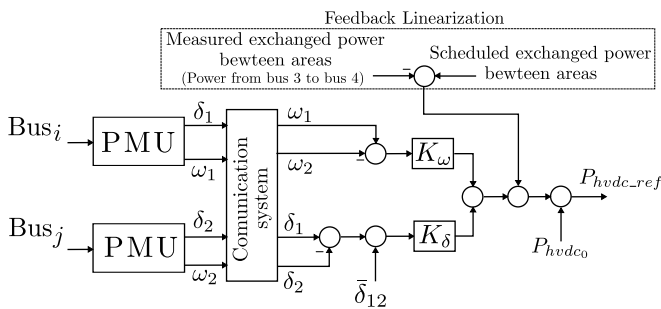 Feedback Linearization
Measured exchanged power
bewteen areas
(Power from bus 3 to bus 4)
-
Scheduled exchanged power
bewteen areas
Bus_i
PMU
δ_1
ω_1
Bus_j
PMU
δ_2
ω_2
Comunication
system
ω_1
ω_2
-
K_ω
δ_1
δ_2
-
δ̄_12
K_δ
P_hvdc_ref
P_hvdc_0